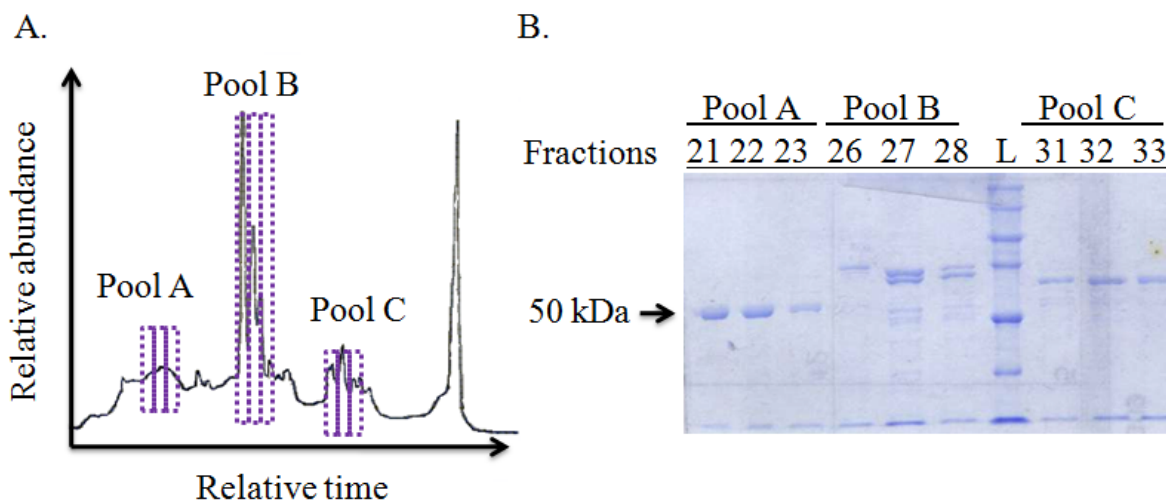 A.
Relative abundance
Pool A
Pool B
Pool C
Relative time
B.
Pool A Pool B Pool C
Fractions 21 22 23 26 27 28 L 31 32 33
50 kDa